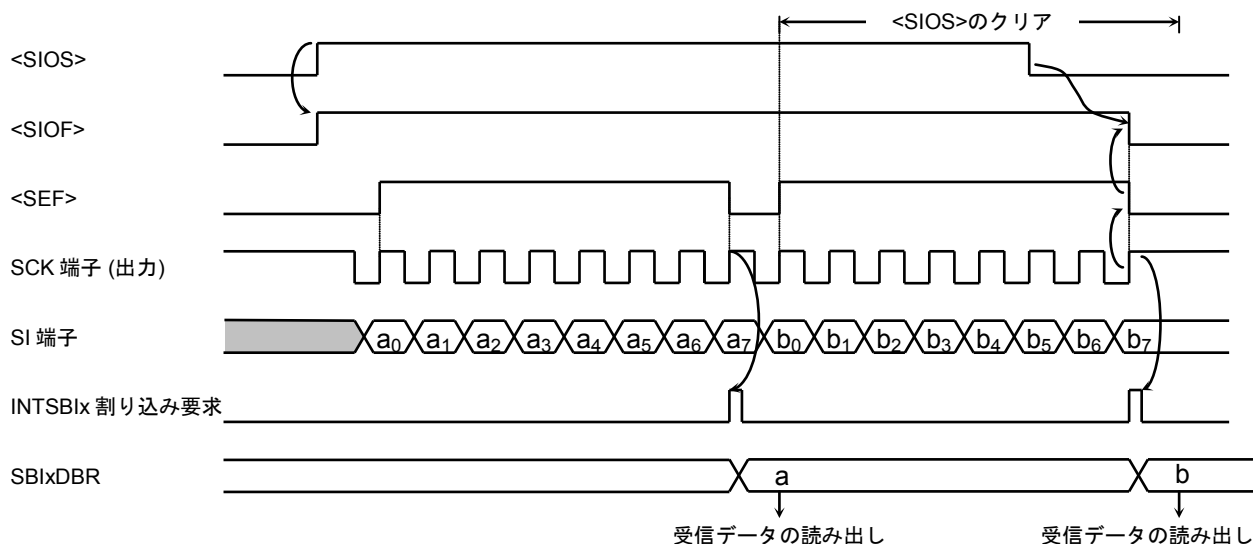 <SIOS>のクリア
<SIOS>
<SIOF>
<SEF>
SCK 端子 (出力)
SI 端子
a0 a1 a2 a3 a4 a5 a6 a7 b0 b1 b2 b3 b4 b5 b6 b7
INTSBIx 割り込み要求
SBIxDBR
a b
受信データの読み出し 受信データの読み出し